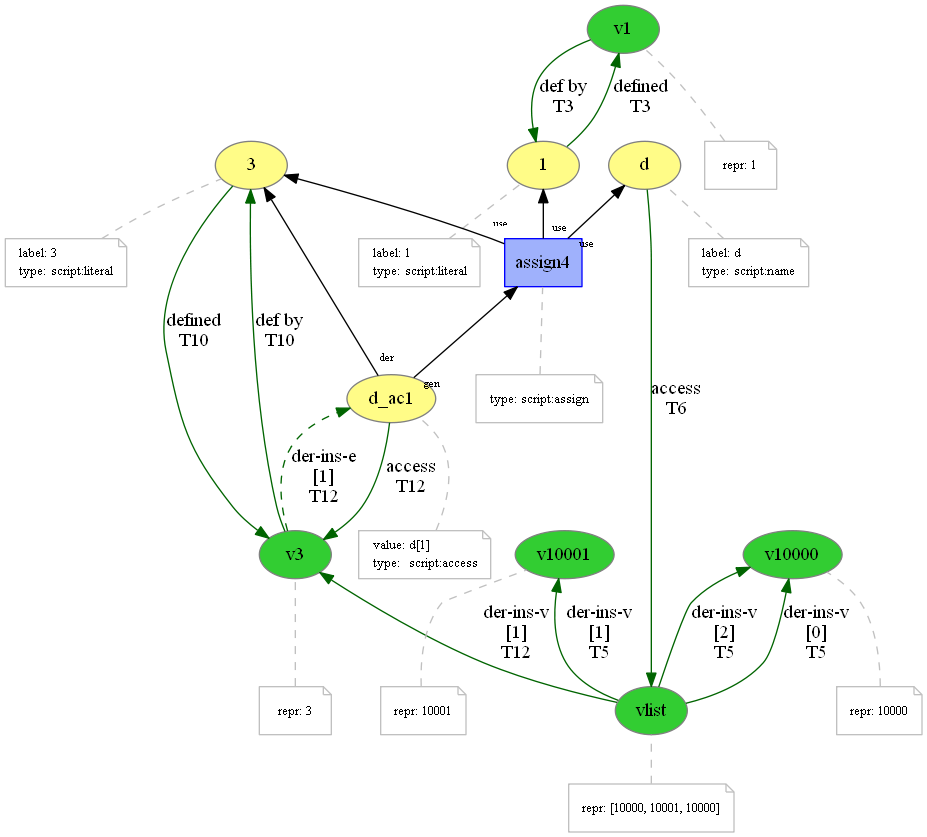 v1
def by
T3
defined
T3
3
1
d
repr: 1
label: 3
type: script:literal
label: 1
type: script:literal
use
use
use
assign4
label: d
type: script:name
defined
T10
def by
T10
der
gen
d_ac1
type: script:assign
access
T6
der-ins-e
[1]
T12
access
T12
v3
value: d[1]
type: script:access
v10001
v10000
der-ins-v
[1]
T12
der-ins-v
[1]
T5
der-ins-v
[2]
T5
der-ins-v
[0]
T5
repr: 3
repr: 10001
vlist
repr: 10000
repr: [10000, 10001, 10000]